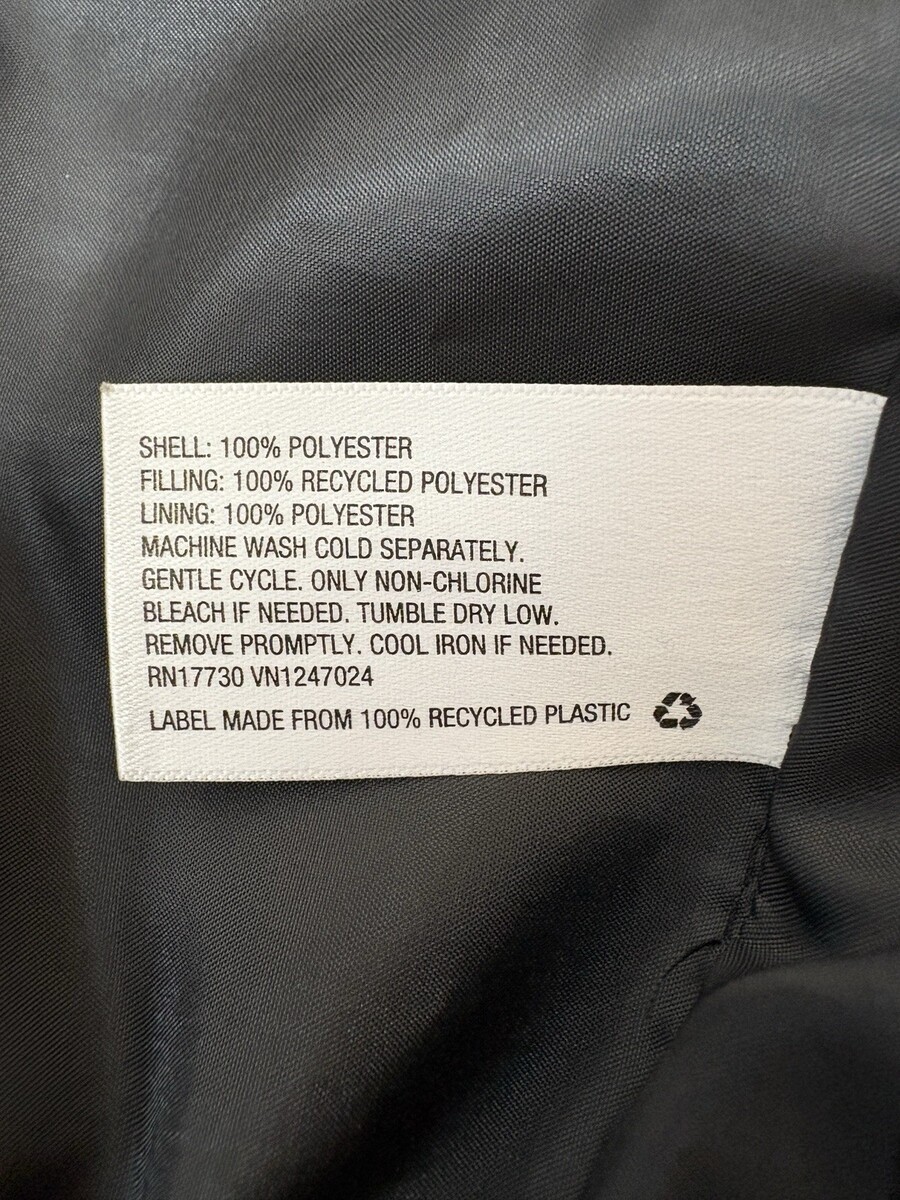 SHELL: 100% POLYESTER
FILLING: 100% RECYCLED POLYESTER
LINING: 100% POLYESTER
MACHINE WASH COLD SEPARATELY.
GENTLE CYCLE. ONLY NON-CHLORINE
BLEACH IF NEEDED. TUMBLE DRY LOW.
REMOVE PROMPTLY. COOL IRON IF NEEDED.
RN17730 VN1247024
LABEL MADE FROM 100% RECYCLED PLASTIC